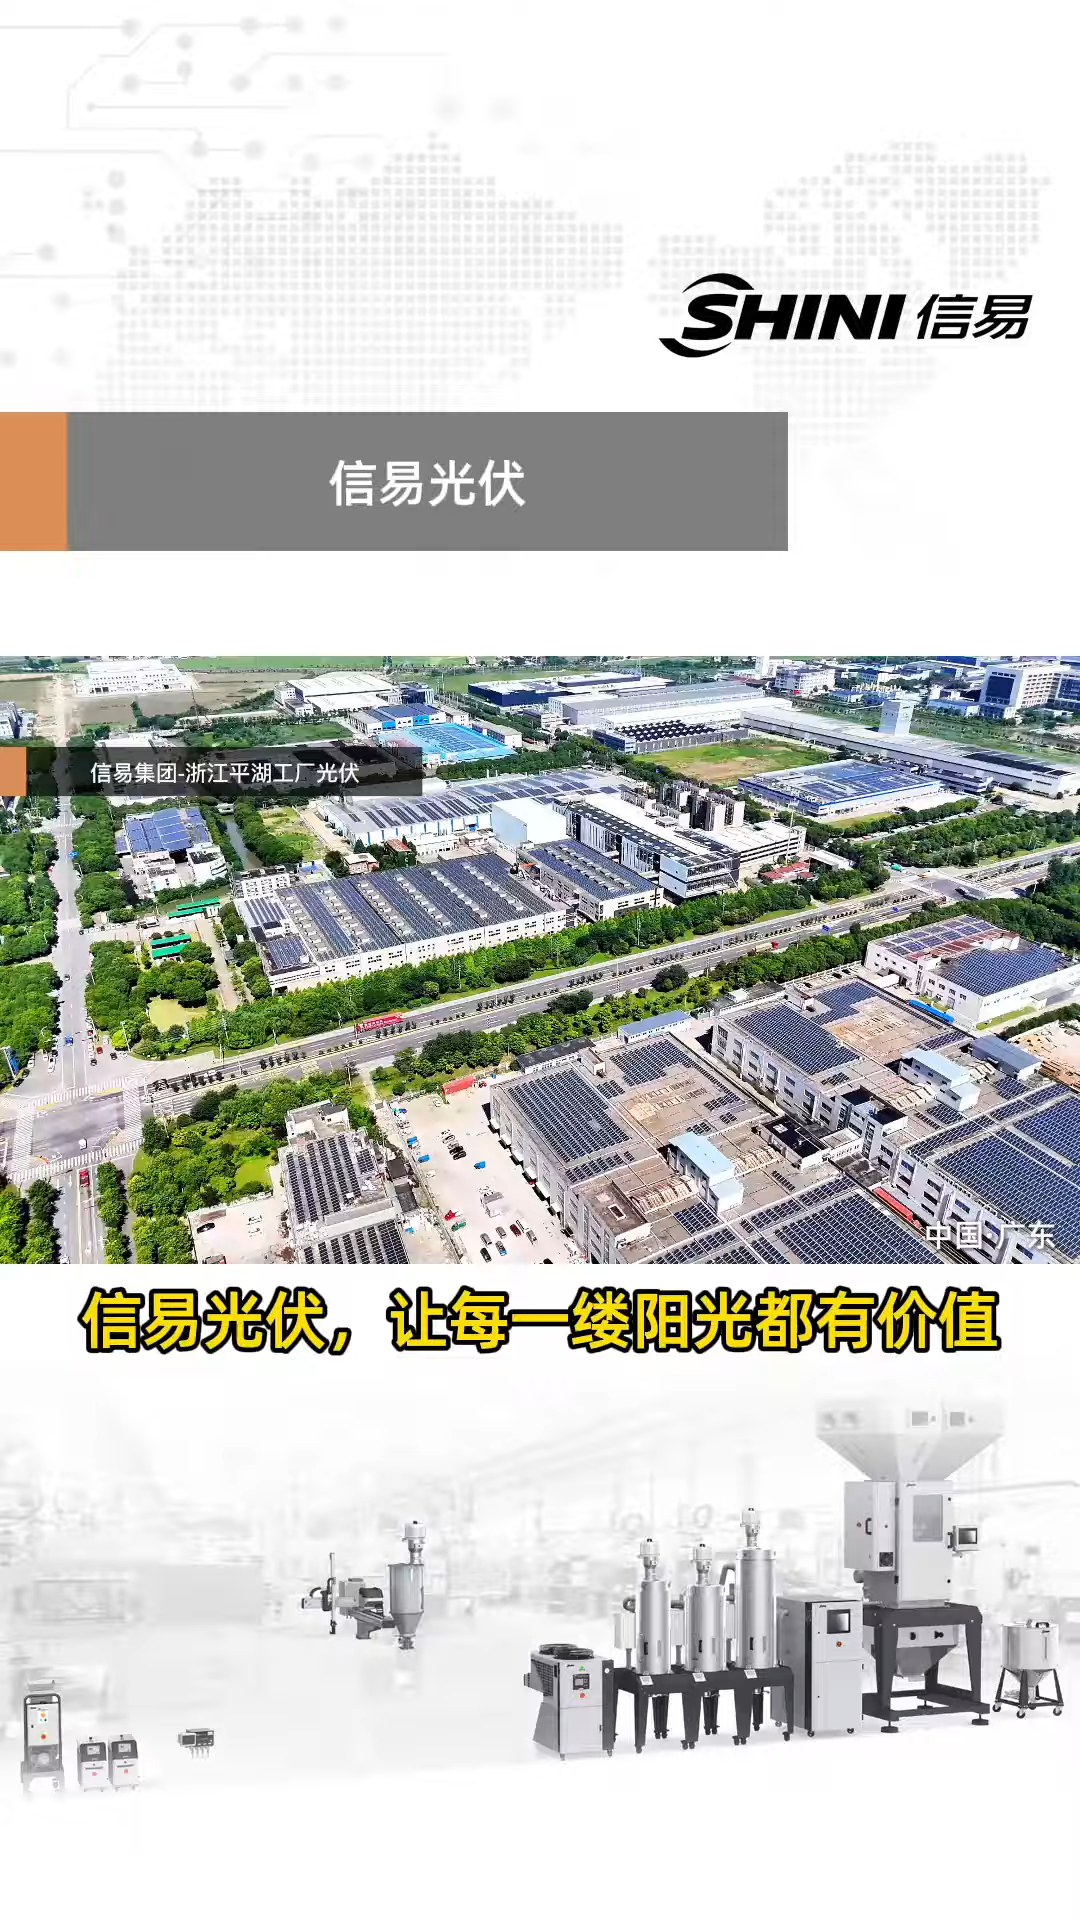 SHINI 信易
信易光伏
信易集团-浙江平湖工厂光伏
中国·广东
信易光伏，让每一缕阳光都有价值